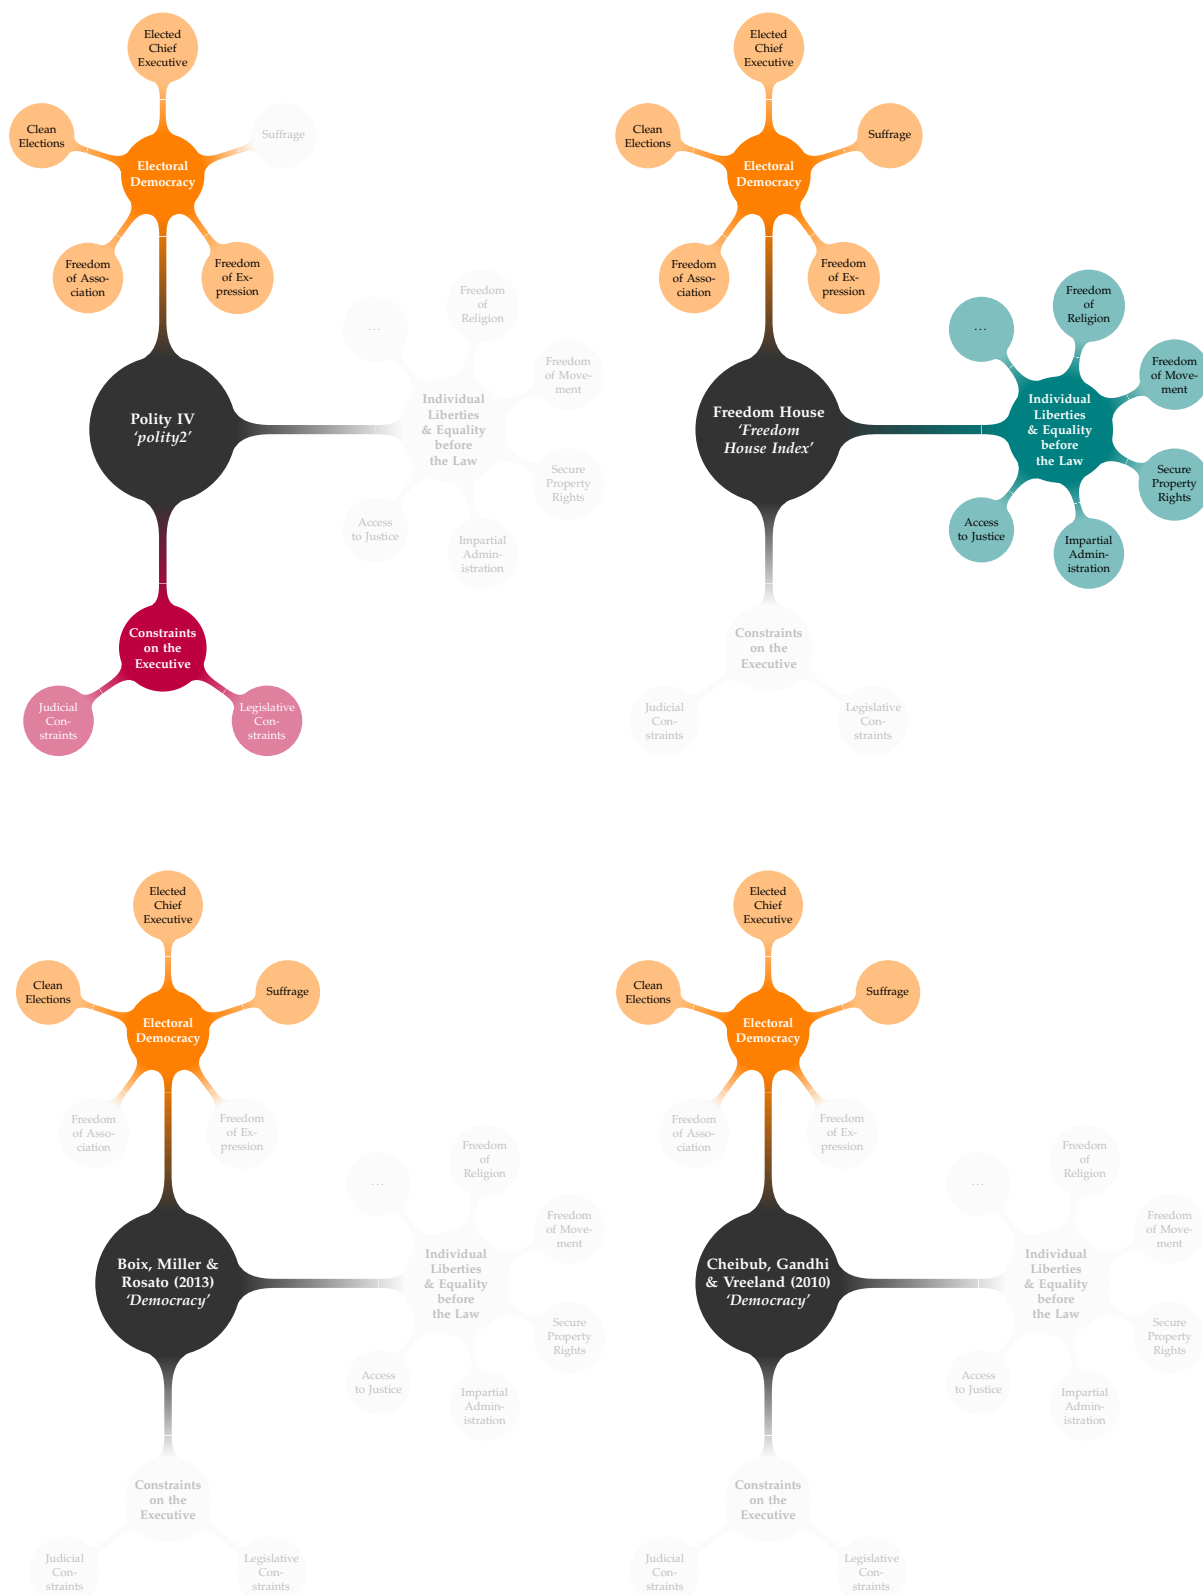 Elected
Chief
Executive
Clean
Elections
Suffrage
Electoral
Democracy
Freedom
of Asso-
ciation
Freedom
of Ex-
pression
Freedom
of
Religion
...
Freedom
of Move-
ment
Polity IV
‘polity2’
Individual
Liberties
& Equality
before
the Law
Secure
Property
Rights
Access
to Justice
Impartial
Admin-
istration
Constraints
on the
Executive
Judicial
Con-
straints
Legislative
Con-
straints
Elected
Chief
Executive
Clean
Elections
Suffrage
Electoral
Democracy
Freedom
of Asso-
ciation
Freedom
of Ex-
pression
Freedom
of
Religion
...
Freedom
of Move-
ment
Freedom House
‘Freedom
House Index’
Individual
Liberties
& Equality
before
the Law
Secure
Property
Rights
Access
to Justice
Impartial
Admin-
istration
Constraints
on the
Executive
Judicial
Con-
straints
Legislative
Con-
straints
Elected
Chief
Executive
Clean
Elections
Suffrage
Electoral
Democracy
Freedom
of Asso-
ciation
Freedom
of Ex-
pression
Freedom
of
Religion
...
Freedom
of Move-
ment
Boix, Miller &
Rosato (2013)
‘Democracy’
Individual
Liberties
& Equality
before
the Law
Secure
Property
Rights
Access
to Justice
Impartial
Admin-
istration
Constraints
on the
Executive
Judicial
Con-
straints
Legislative
Con-
straints
Elected
Chief
Executive
Clean
Elections
Suffrage
Electoral
Democracy
Freedom
of Asso-
ciation
Freedom
of Ex-
pression
Freedom
of
Religion
...
Freedom
of Move-
ment
Cheibub, Gandhi
& Vreeland (2010)
‘Democracy’
Individual
Liberties
& Equality
before
the Law
Secure
Property
Rights
Access
to Justice
Impartial
Admin-
istration
Constraints
on the
Executive
Judicial
Con-
straints
Legislative
Con-
straints